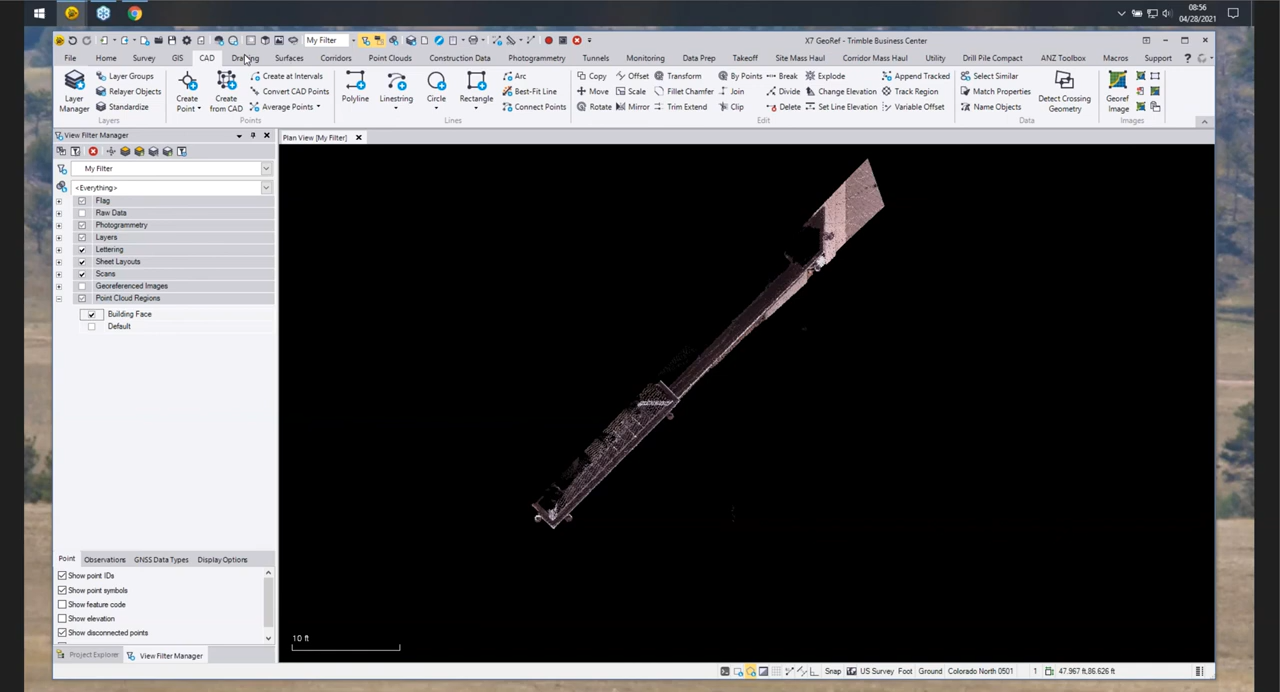 08:56
04/28/2021
My Filter
X7 GeoRef - Trimble Business Center
File Home Survey GIS CAD Drawing Surfaces Corridors Point Clouds Construction Data Photogrammetry Tunnels Monitoring Data Prep Takeoff Site Mass Haul Corridor Mass Haul Utility Drill Pile Compact ANZ Toolbox Macros Support
Layer Manager
Layer Groups
Relayer Objects
Standardize
Layers
Create Point
Create from CAD
Create at Intervals
Convert CAD Points
Average Points
Points
Polyline
Linestring
Circle
Rectangle
Arc
Best-Fit Line
Connect Points
Lines
Copy Offset Transform By Points Break Explode Append Tracked
Move Scale Fillet Chamfer Join Divide Change Elevation Track Region
Rotate Mirror Trim Extend Clip Delete Set Line Elevation Variable Offset
Edit
Select Similar
Match Properties
Name Objects
Detect Crossing Geometry
Data
Georef Image
Images
View Filter Manager
Plan View [My Filter]
My Filter
<Everything>
Flag
Raw Data
Photogrammetry
Layers
Lettering
Sheet Layouts
Scans
Georeferenced Images
Point Cloud Regions
Building Face
Default
Point Observations GNSS Data Types Display Options
Show point IDs
Show point symbols
Show feature code
Show elevation
Show disconnected points
Project Explorer View Filter Manager
10 ft
Snap US Survey Foot Ground Colorado North 0501 1 47.967 ft,86.626 ft